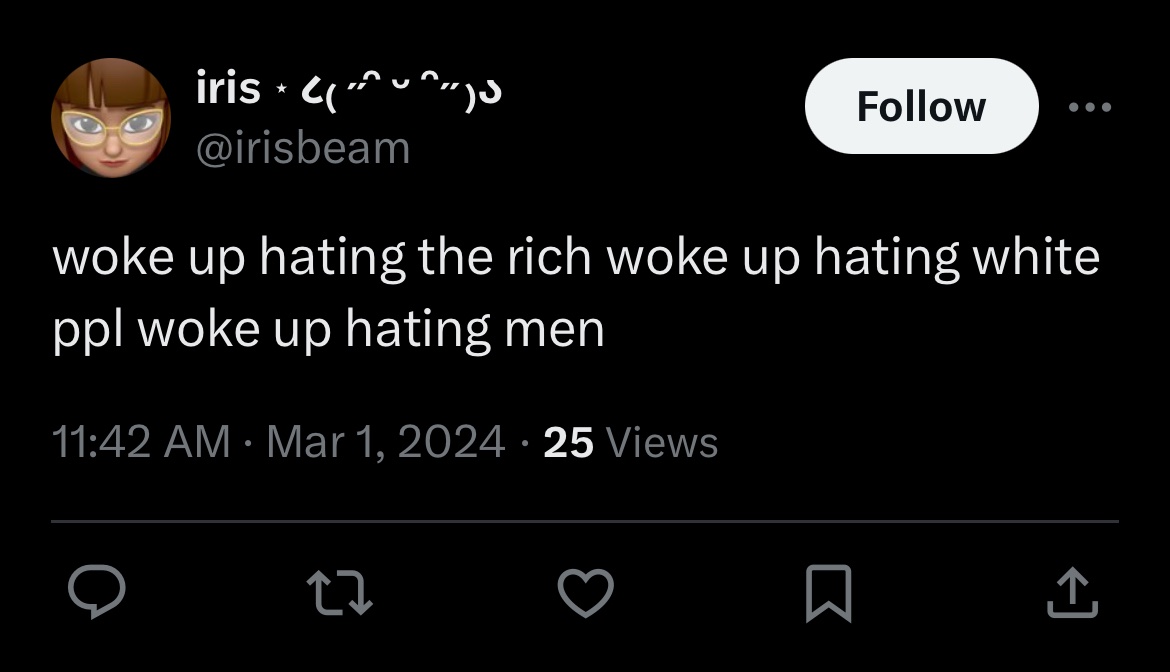 iris ⋆ ૮₍ ˶ᵔ ᵕ ᵔ˶ ₎ა
Follow
@irisbeam
woke up hating the rich woke up hating white
ppl woke up hating men
11:42 AM · Mar 1, 2024 · 25 Views